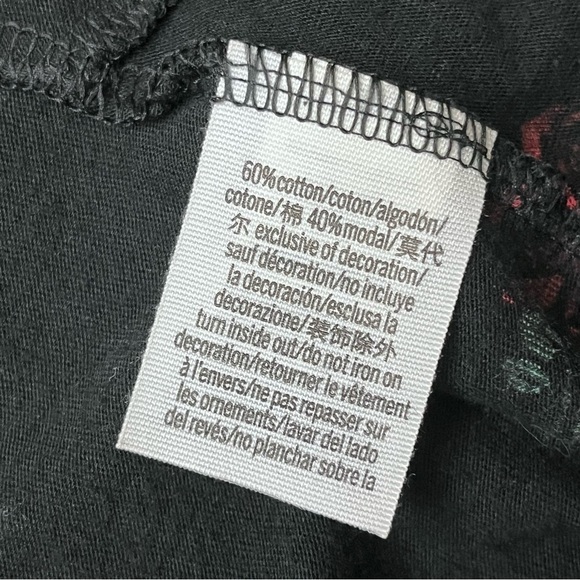 60%cotton/coton/algodón/
cotone/棉 40%modal/莫代
尔 exclusive of decoration/
sauf décoration/no incluye
la decoración/esclusa la
decorazione/装饰除外
turn inside out/do not iron on
decoration/retourner le vêtement
à l'envers/ne pas repasser sur
les ornements/lavar del lado
del revés/no planchar sobre la